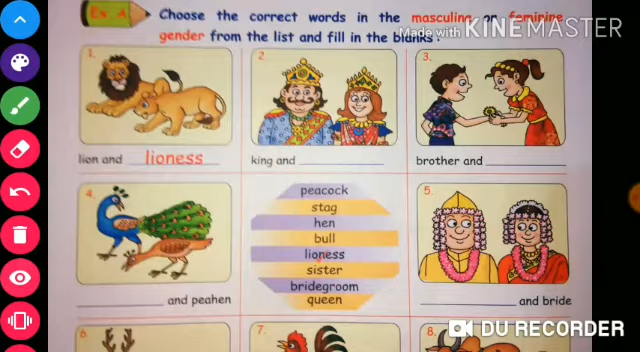 Ex A
Choose the correct words in the masculine or feminine
Made with KINEMASTER
gender from the list and fill in the blanks.
1.
2
3.
lion and lioness
king and
brother and
4.
peacock
stag
hen
bull
lioness
sister
bridegroom
queen
5.
and peahen
and bride
6
7.
8.
DU RECORDER